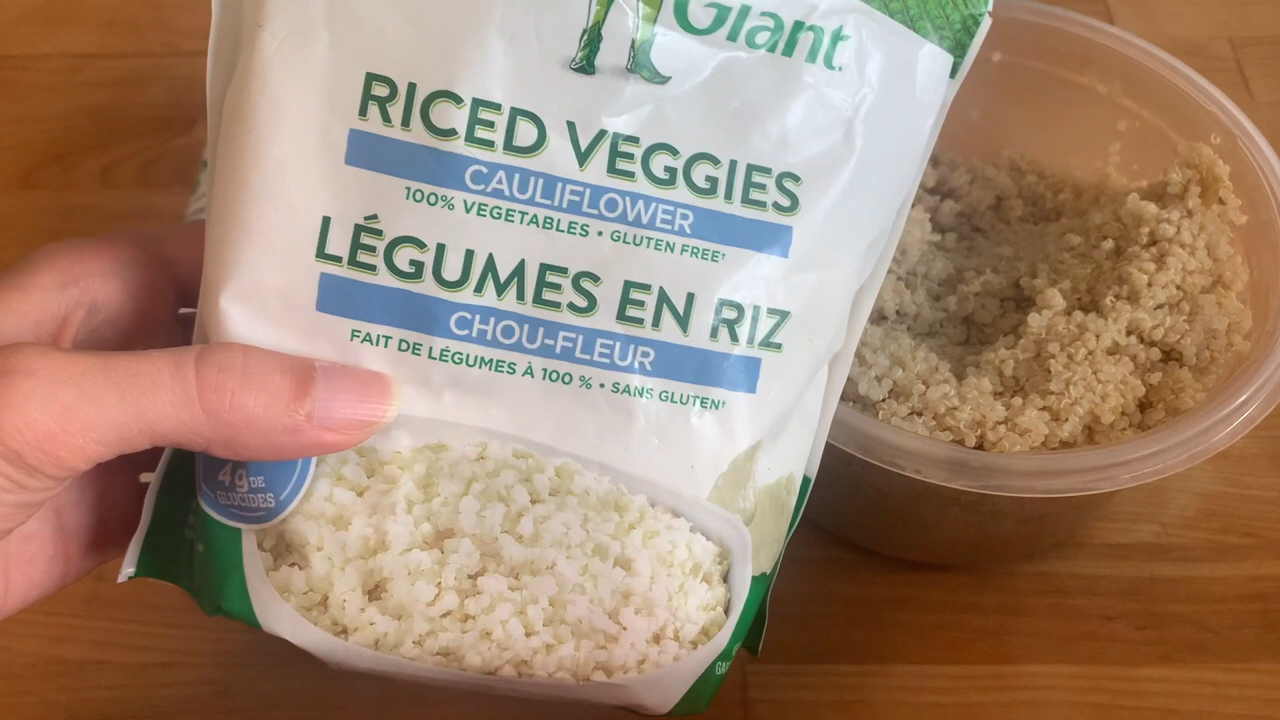 Giant
RICED VEGGIES
CAULIFLOWER
100% VEGETABLES • GLUTEN FREE†
LÉGUMES EN RIZ
CHOU-FLEUR
FAIT DE LÉGUMES À 100 % • SANS GLUTEN†
4g DE
GLUCIDES